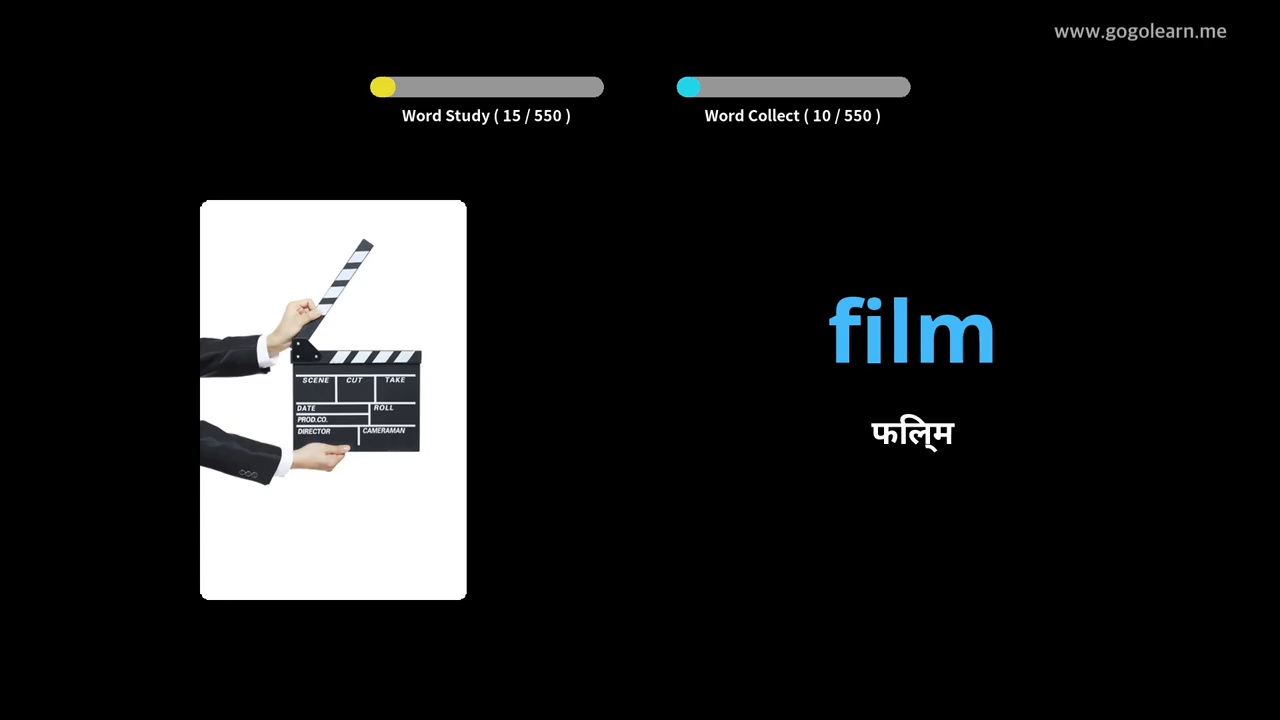 www.gogolearn.me
Word Study ( 15 / 550 )
Word Collect ( 10 / 550 )
SCENE CUT TAKE
DATE ROLL
PROD.CO.
DIRECTOR CAMERAMAN
film
फिल्म